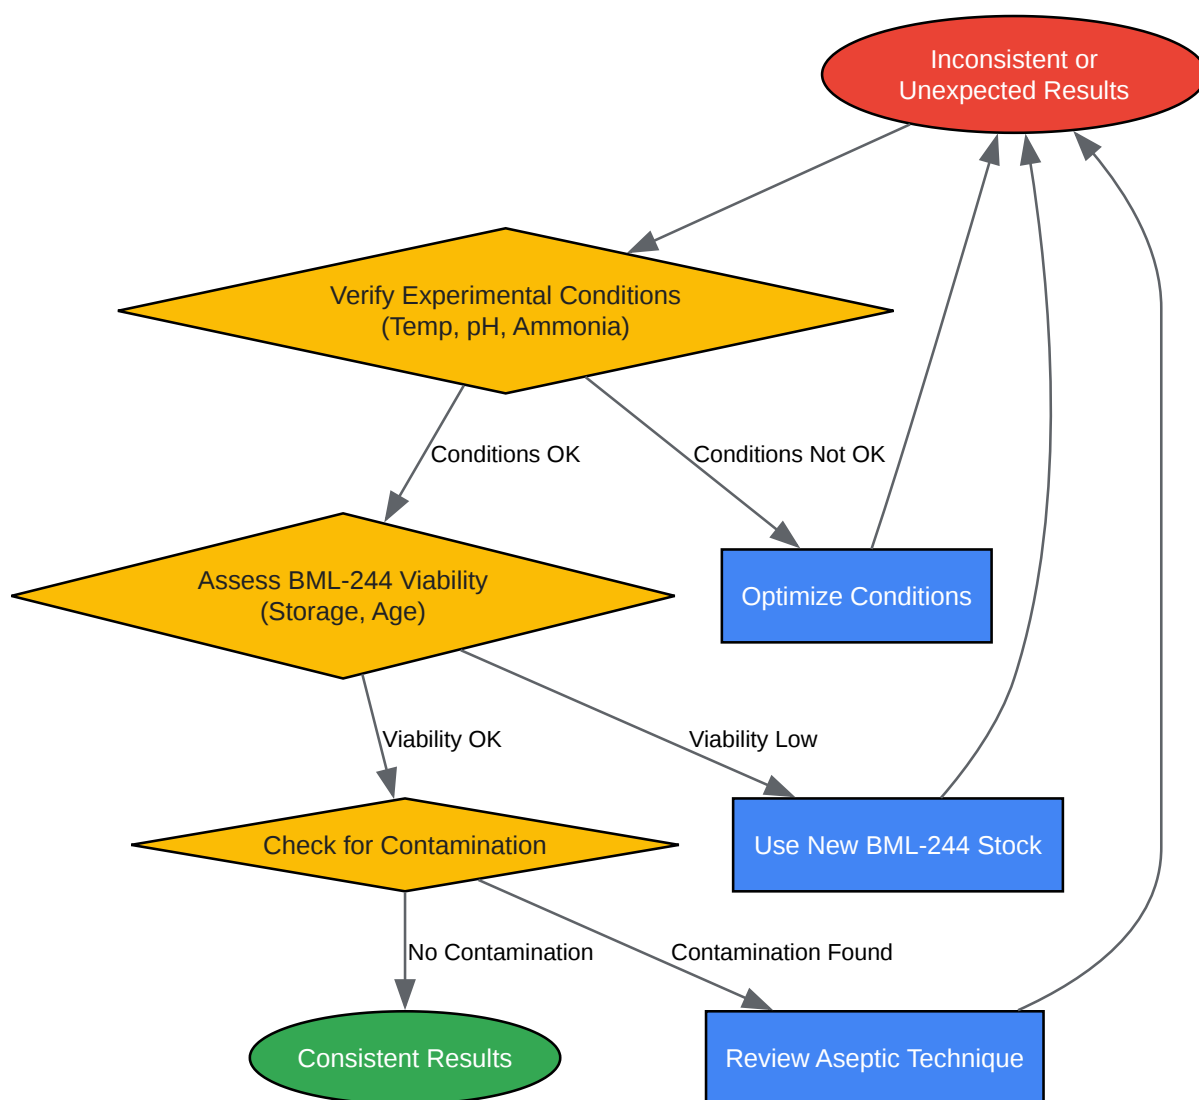 Inconsistent or
Unexpected Results
Verify Experimental Conditions
(Temp, pH, Ammonia)
Conditions OK
Conditions Not OK
Assess BML-244 Viability
(Storage, Age)
Optimize Conditions
Viability OK
Viability Low
Check for Contamination
Use New BML-244 Stock
No Contamination
Contamination Found
Consistent Results
Review Aseptic Technique